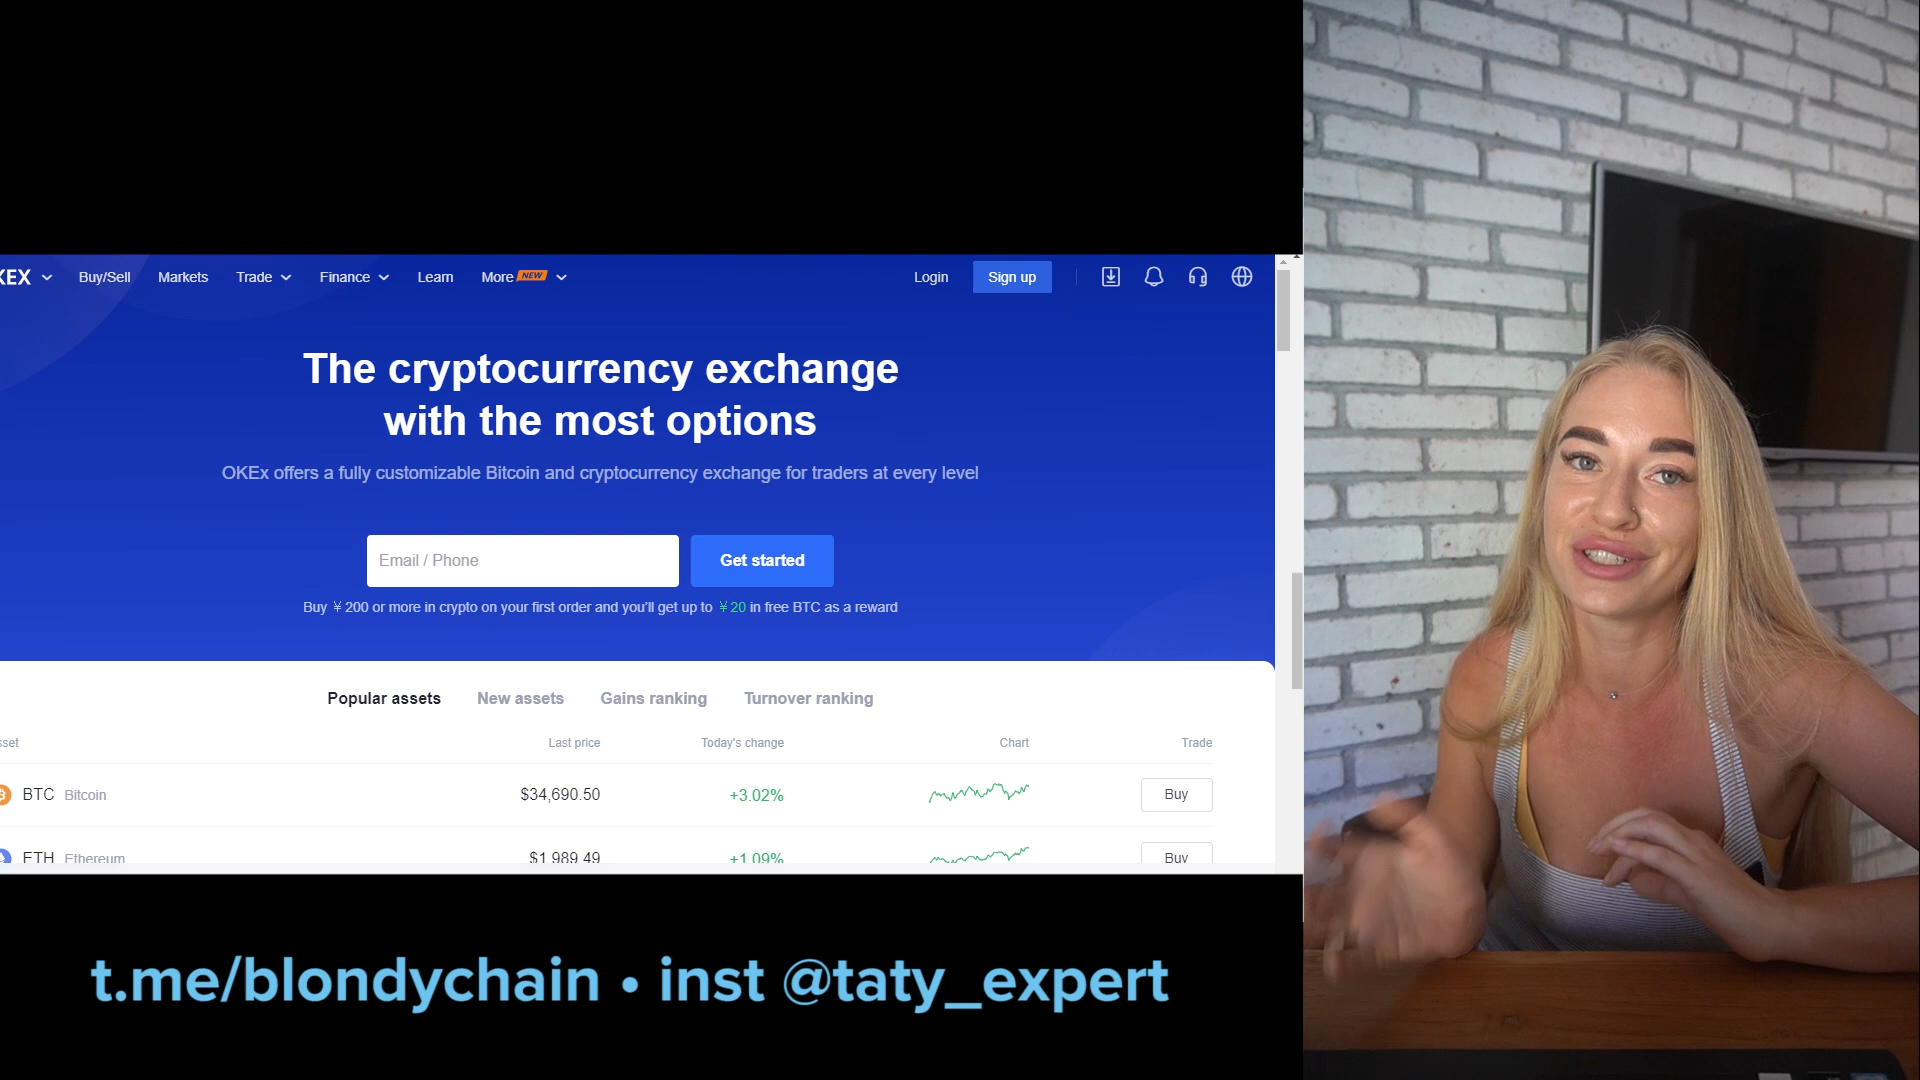 KEX Buy/Sell Markets Trade Finance Learn More NEW Login Sign up
The cryptocurrency exchange
with the most options
OKEx offers a fully customizable Bitcoin and cryptocurrency exchange for traders at every level
Email / Phone Get started
Buy ¥ 200 or more in crypto on your first order and you'll get up to ¥ 20 in free BTC as a reward
Popular assets New assets Gains ranking Turnover ranking
sset Last price Today's change Chart Trade
BTC Bitcoin $34,690.50 +3.02% Buy
ETH Ethereum $1,989.49 +1.09% Buy
t.me/blondychain • inst @taty_expert